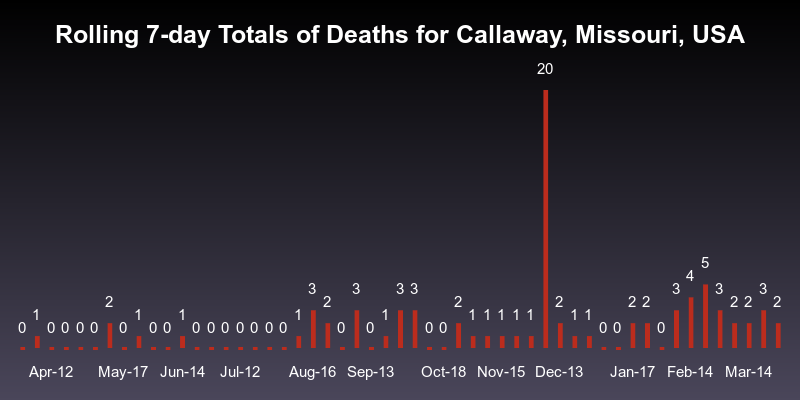 Rolling 7-day Totals of Deaths for Callaway, Missouri, USA
0 1 0 0 0 0 2 0 1 0 0 1 0 0 0 0 0 0 0 1 3 2 0 3 0 1 3 3 0 0 2 1 1 1 1 1 20 2 1 1 0 0 2 2 0 3 4 5 3 2 2 3 2
Apr-12 May-17 Jun-14 Jul-12 Aug-16 Sep-13 Oct-18 Nov-15 Dec-13 Jan-17 Feb-14 Mar-14